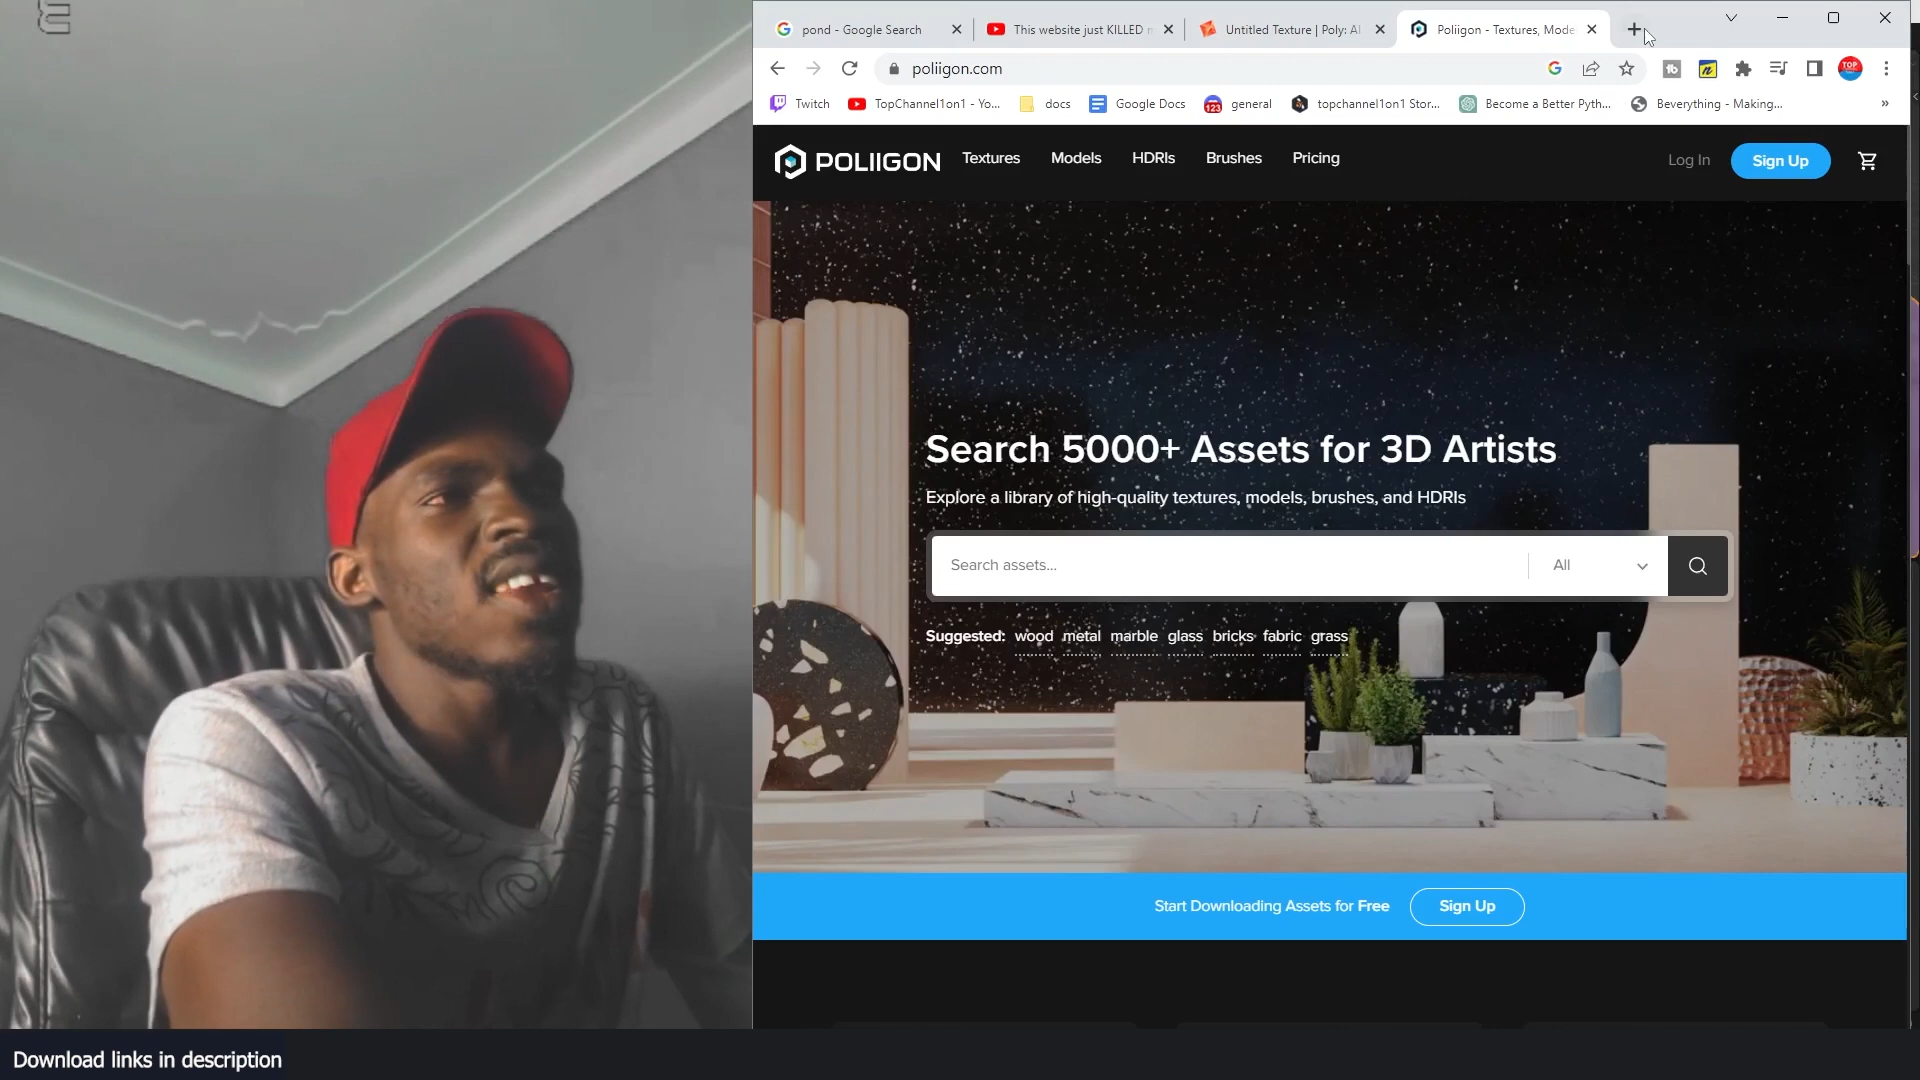 pond - Google Search
This website just KILLED m
Untitled Texture | Poly: AI
Poliigon - Textures, Mode
poliigon.com
Twitch
TopChannel1on1 - Yo...
docs
Google Docs
123
general
topchannel1on1 Stor...
Become a Better Pyth...
Beverything - Making...
TOP
POLIIGON
Textures
Models
HDRIs
Brushes
Pricing
Log In
Sign Up
Search 5000+ Assets for 3D Artists
Explore a library of high-quality textures, models, brushes, and HDRIs
Search assets...
All
Suggested: wood metal marble glass bricks fabric grass
Start Downloading Assets for Free
Sign Up
Download links in description